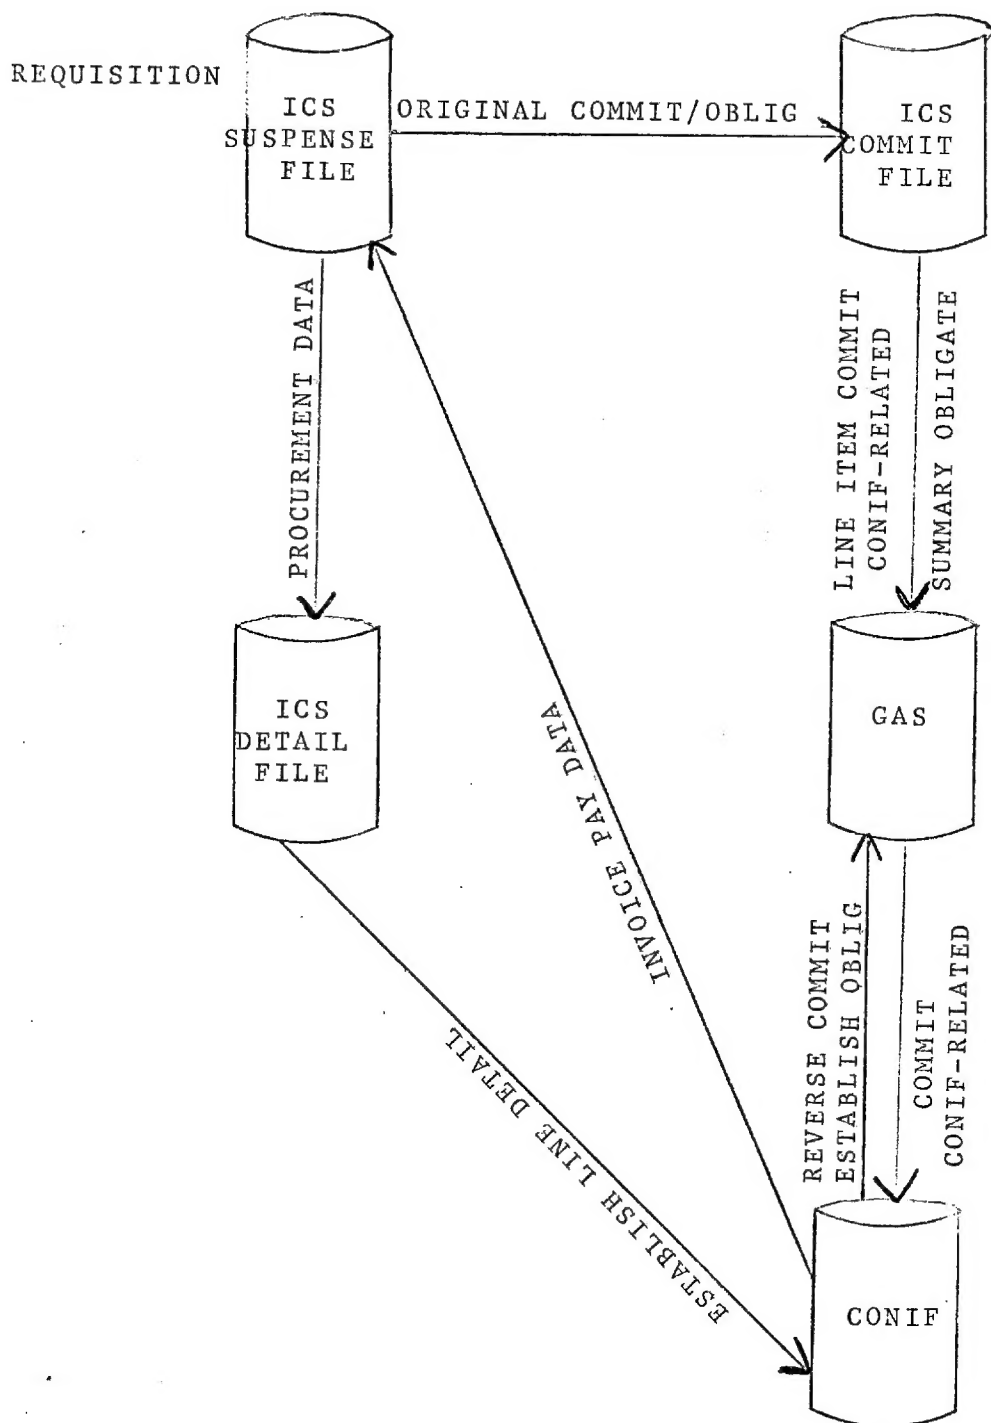 REQUISITION
ICS
SUSPENSE
FILE
ORIGINAL COMMIT/OBLIG
ICS
COMMIT
FILE
PROCUREMENT DATA
LINE ITEM COMMIT
CONIF-RELATED
SUMMARY OBLIGATE
ICS
DETAIL
FILE
INVOICE PAY DATA
GAS
ESTABLISH LINE DETAIL
REVERSE COMMIT
ESTABLISH OBLIG
COMMIT
CONIF-RELATED
CONIF